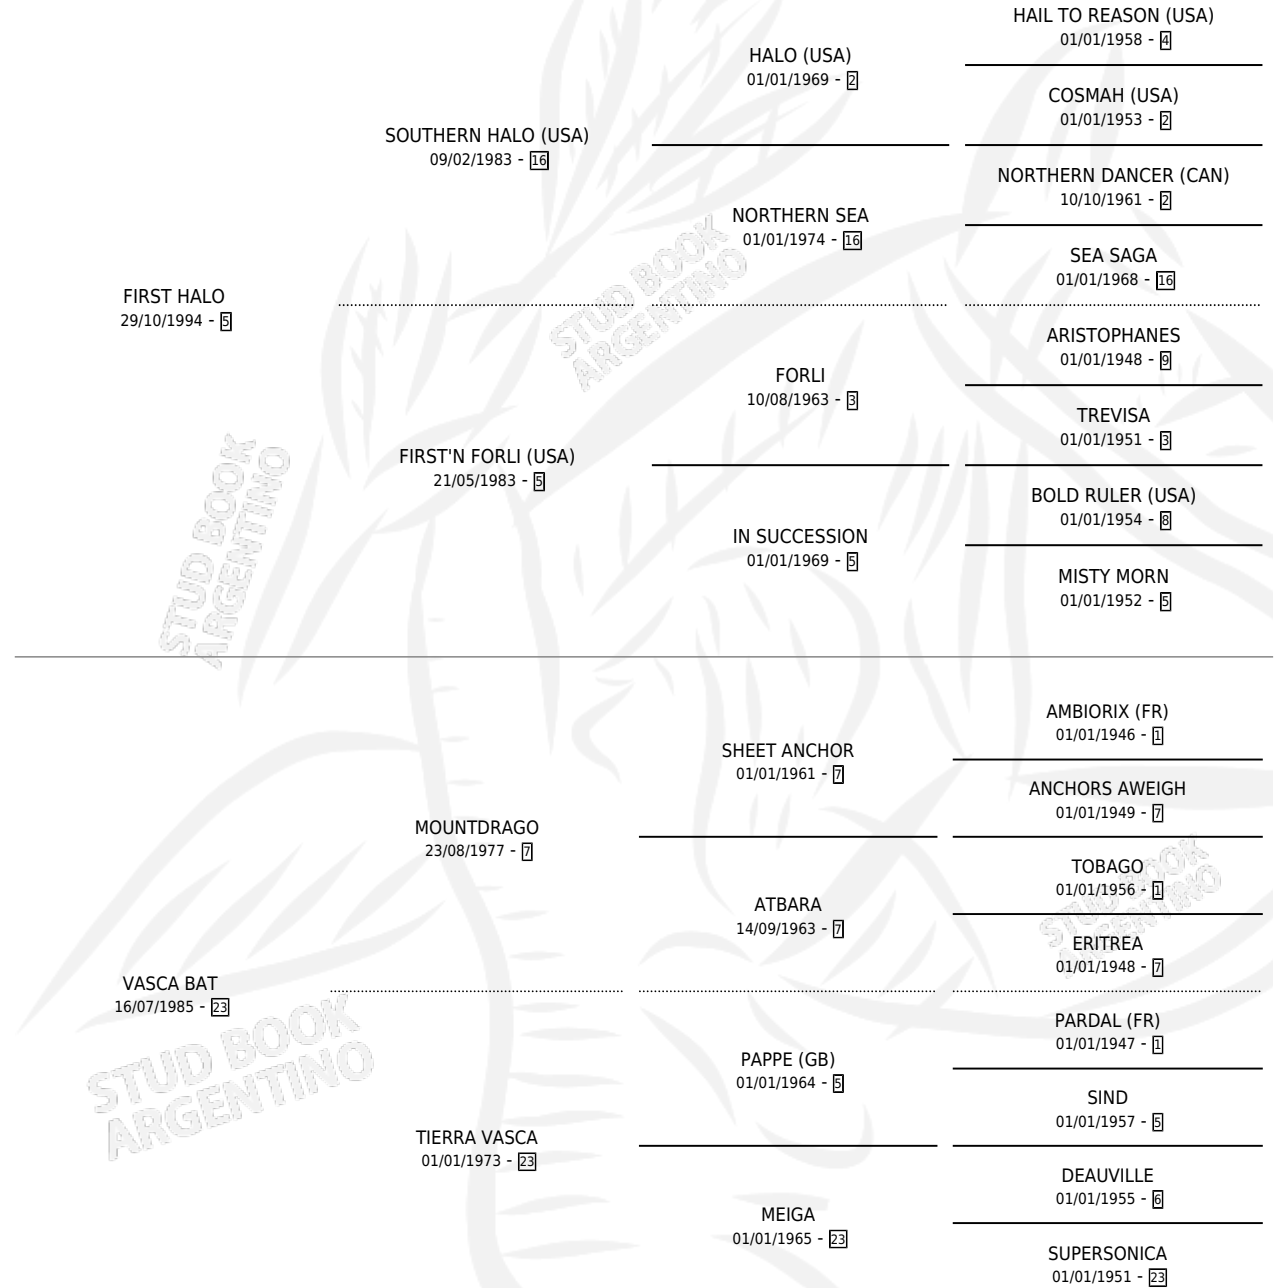 HAIL TO REASON (USA)
01/01/1958 - 4
HALO (USA)
01/01/1969 - 2
COSMAH (USA)
01/01/1953 - 2
SOUTHERN HALO (USA)
09/02/1983 - 16
NORTHERN DANCER (CAN)
10/10/1961 - 2
NORTHERN SEA
01/01/1974 - 16
SEA SAGA
01/01/1968 - 16
FIRST HALO
29/10/1994 - 5
STUD BOOK
ARGENTINO
ARISTOPHANES
01/01/1948 - 9
FORLI
10/08/1963 - 3
TREVISA
01/01/1951 - 3
FIRST'N FORLI (USA)
21/05/1983 - 5
BOLD RULER (USA)
01/01/1954 - 8
IN SUCCESSION
01/01/1969 - 5
MISTY MORN
01/01/1952 - 5
STUD BOOK
ARGENTINO
AMBIORIX (FR)
01/01/1946 - 1
SHEET ANCHOR
01/01/1961 - 7
ANCHORS AWEIGH
01/01/1949 - 7
MOUNTDRAGO
23/08/1977 - 7
TOBAGO
01/01/1956 - 1
ATBARA
14/09/1963 - 7
ERITREA
01/01/1948 - 7
STUD BOOK
ARGENTINO
VASCA BAT
16/07/1985 - 23
PARDAL (FR)
01/01/1947 - 1
PAPPE (GB)
01/01/1964 - 5
SIND
01/01/1957 - 5
STUD BOOK
ARGENTINO
TIERRA VASCA
01/01/1973 - 23
DEAUVILLE
01/01/1955 - 6
MEIGA
01/01/1965 - 23
SUPERSONICA
01/01/1951 - 23